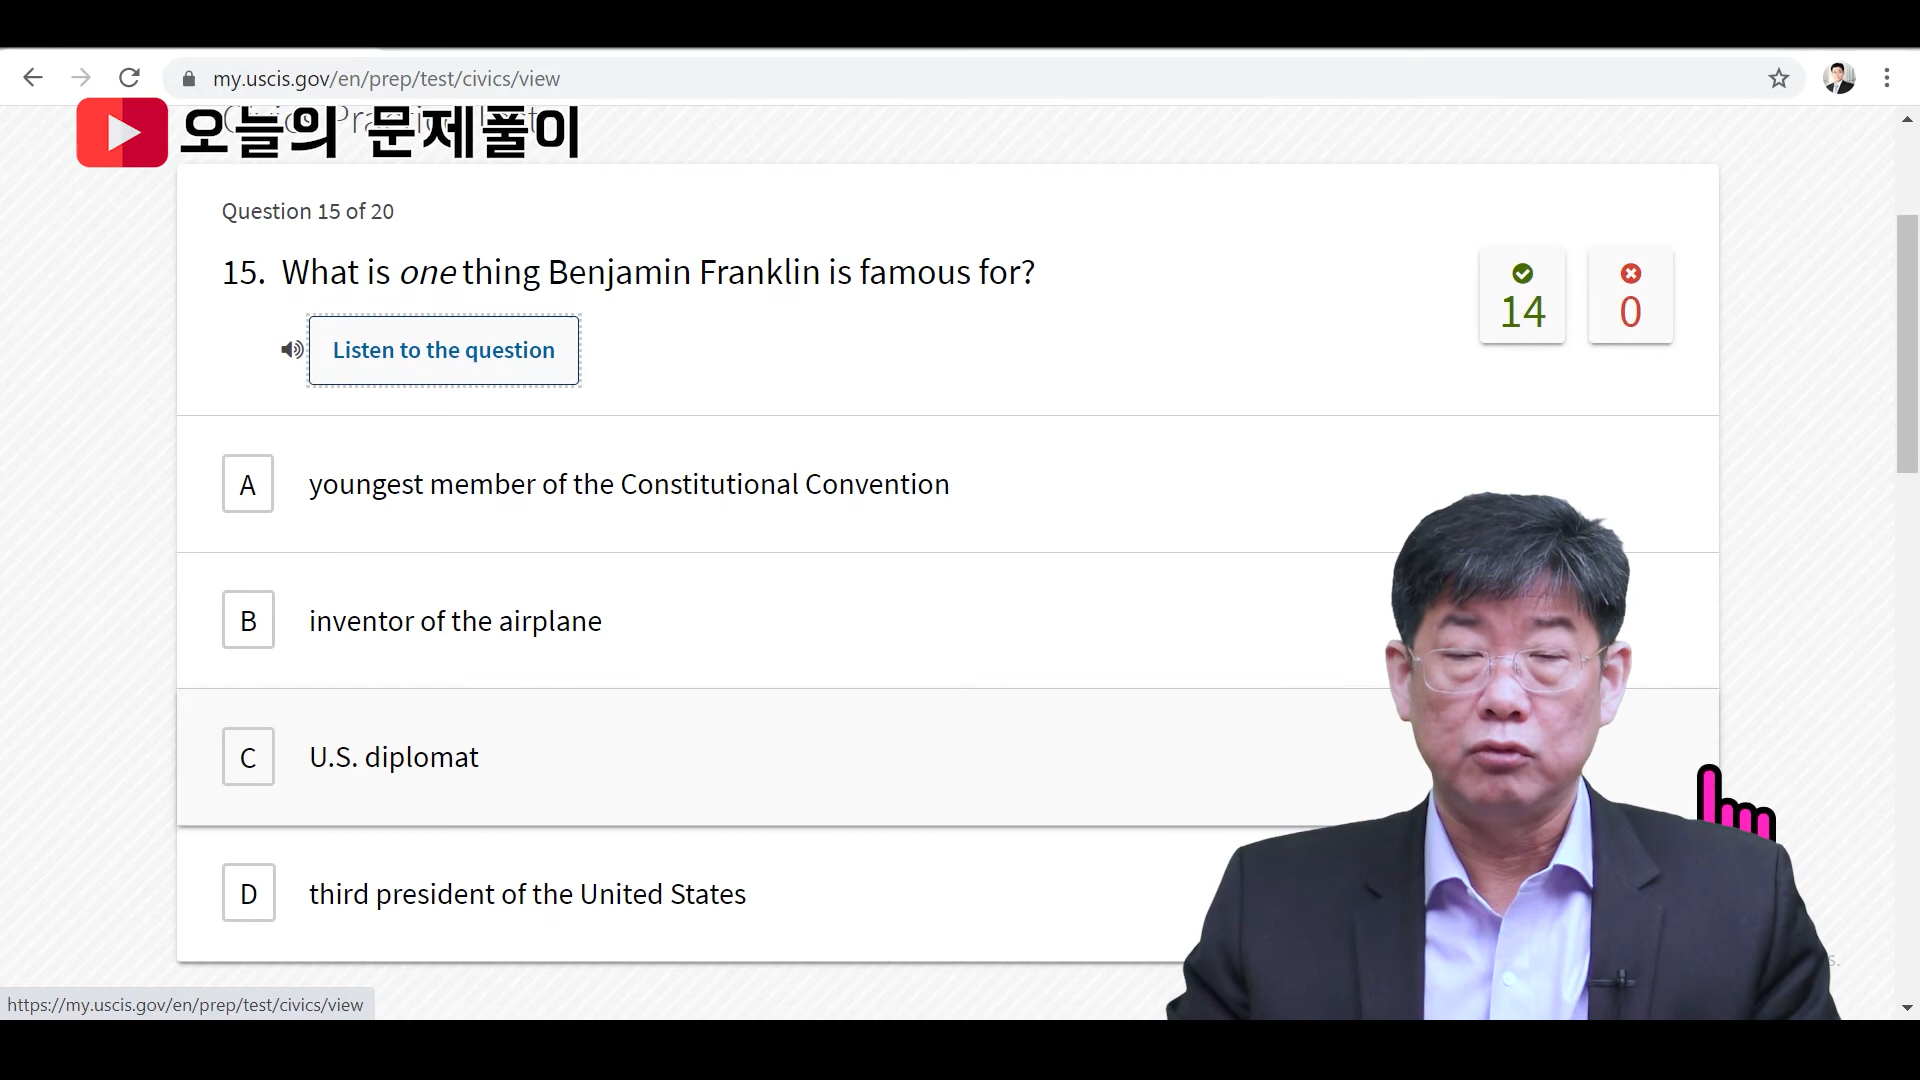 my.uscis.gov/en/prep/test/civics/view
오늘의 문제풀이
Question 15 of 20
15. What is one thing Benjamin Franklin is famous for?
14
0
Listen to the question
A youngest member of the Constitutional Convention
B inventor of the airplane
C U.S. diplomat
D third president of the United States
https://my.uscis.gov/en/prep/test/civics/view